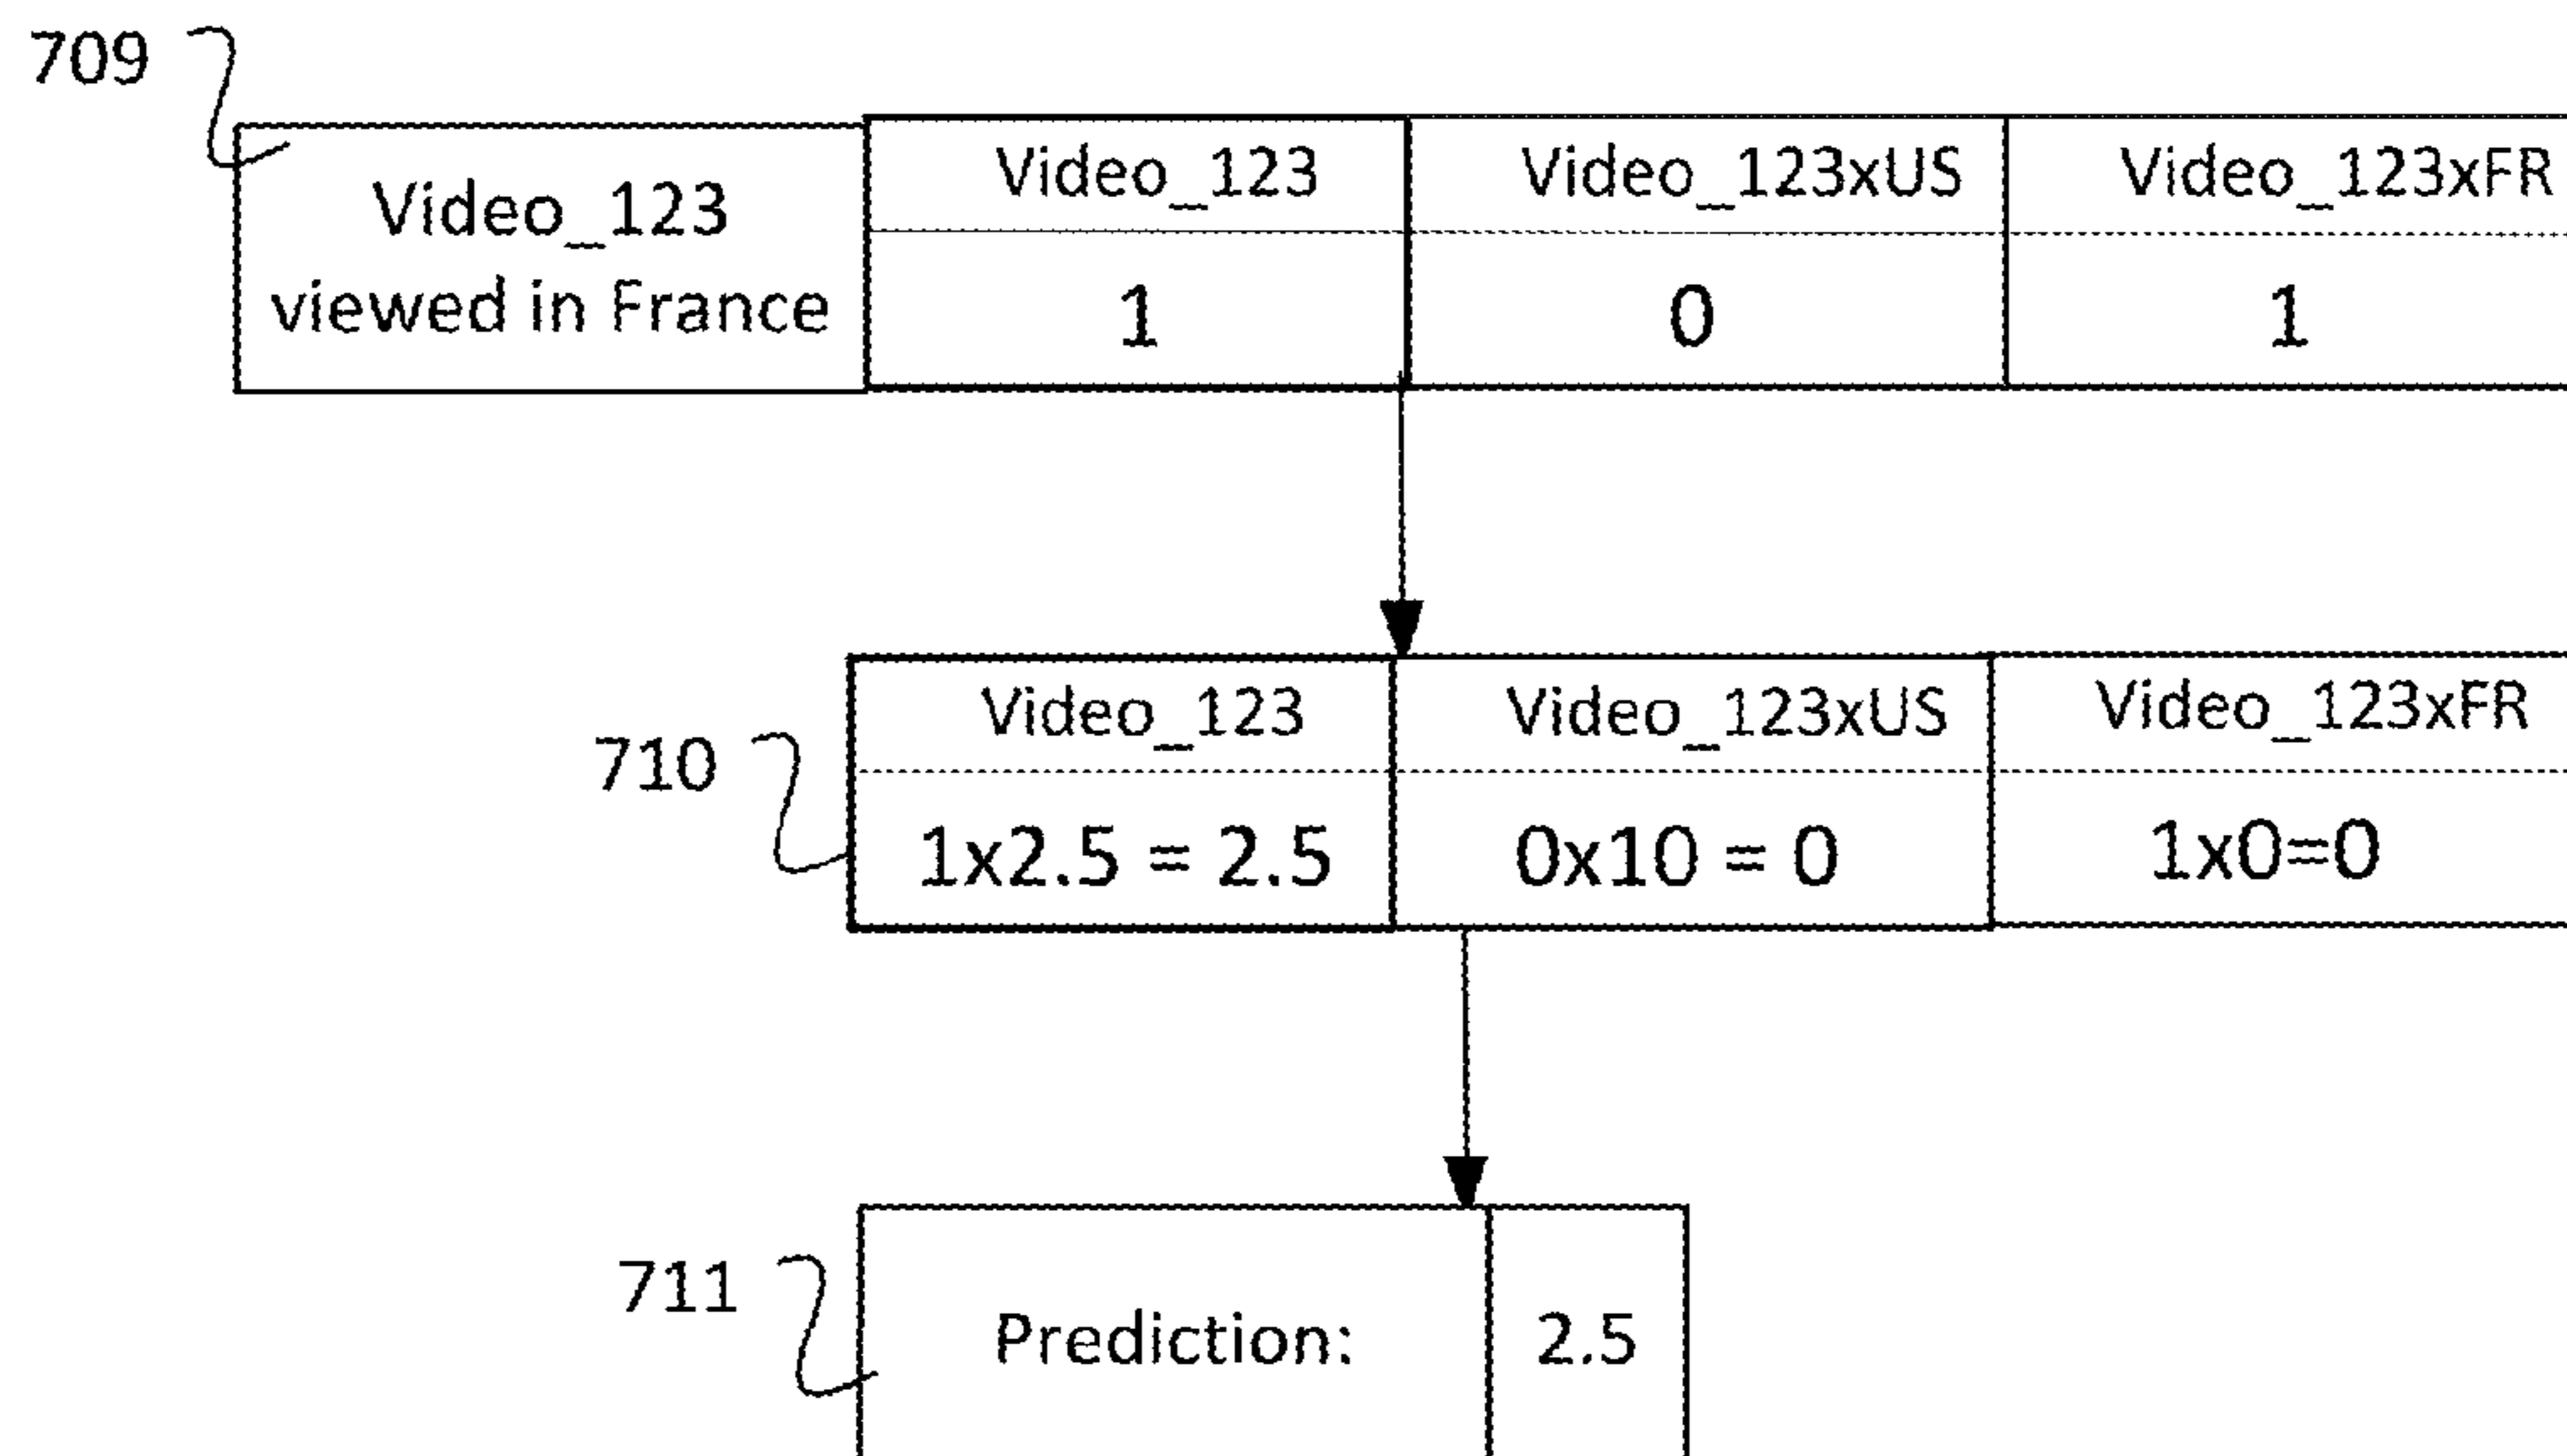 709
Video_123
viewed in France
Video_123 Video_123xUS Video_123xFR
1 0 1
710
Video_123 Video_123xUS Video_123xFR
1x2.5 = 2.5 0x10 = 0 1x0=0
711
Prediction: 2.5